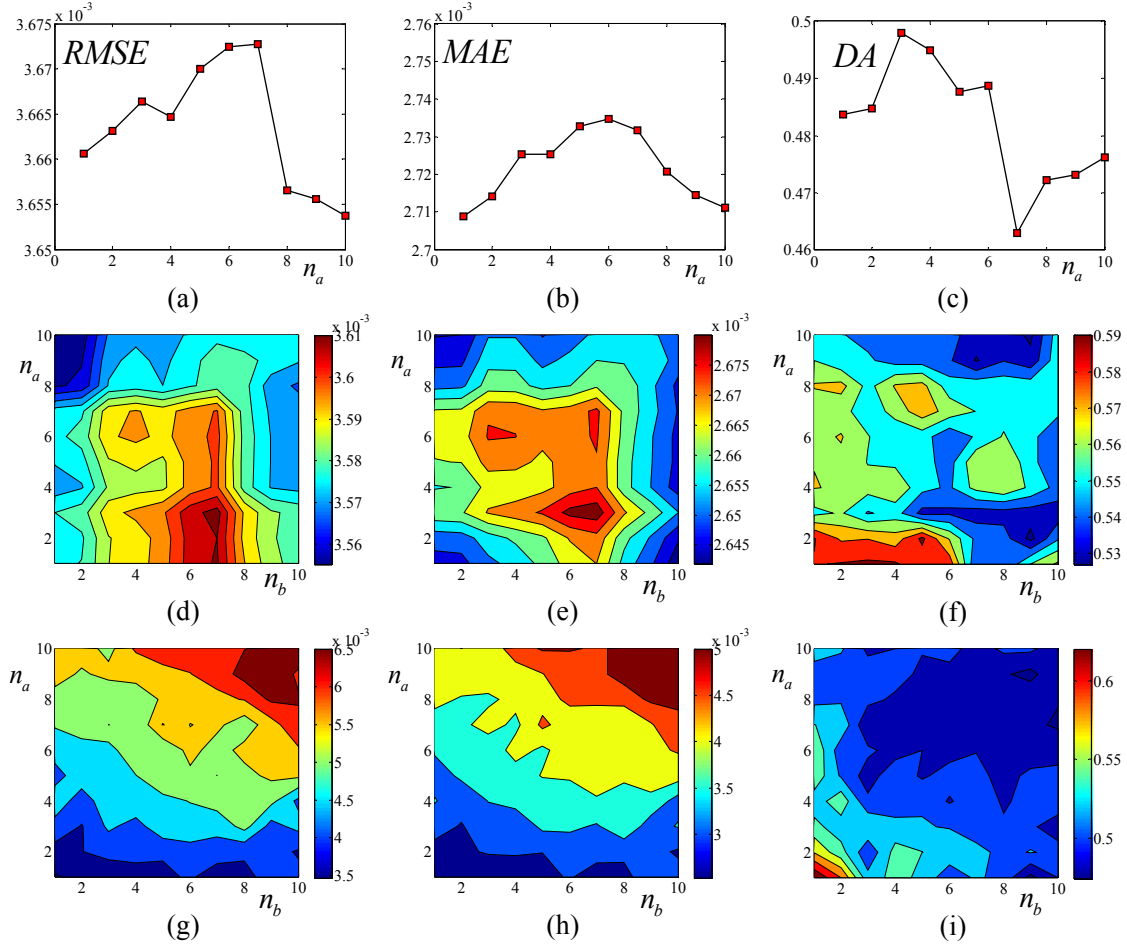 x 10⁻³
3.675
3.67
3.665
3.66
3.655
3.65
RMSE
0 2 4 6 8 10
n_a
(a)
x 10⁻³
2.76
2.75
2.74
2.73
2.72
2.71
2.7
MAE
0 2 4 6 8 10
n_a
(b)
0.5
0.49
0.48
0.47
0.46
DA
0 2 4 6 8 10
n_a
(c)
10
8
6
4
2
n_a
2 4 6 8 10
n_b
x 10⁻³
3.61
3.6
3.59
3.58
3.57
3.56
(d)
10
8
6
4
2
n_a
2 4 6 8 10
n_b
x 10⁻³
2.675
2.67
2.665
2.66
2.655
2.65
2.645
(e)
10
8
6
4
2
n_a
2 4 6 8 10
n_b
0.59
0.58
0.57
0.56
0.55
0.54
0.53
(f)
10
8
6
4
2
n_a
2 4 6 8 10
n_b
x 10⁻³
6.5
6
5.5
5
4.5
4
3.5
(g)
10
8
6
4
2
n_a
2 4 6 8 10
n_b
x 10⁻³
5
4.5
4
3.5
3
(h)
10
8
6
4
2
n_a
2 4 6 8 10
n_b
0.6
0.55
0.5
(i)